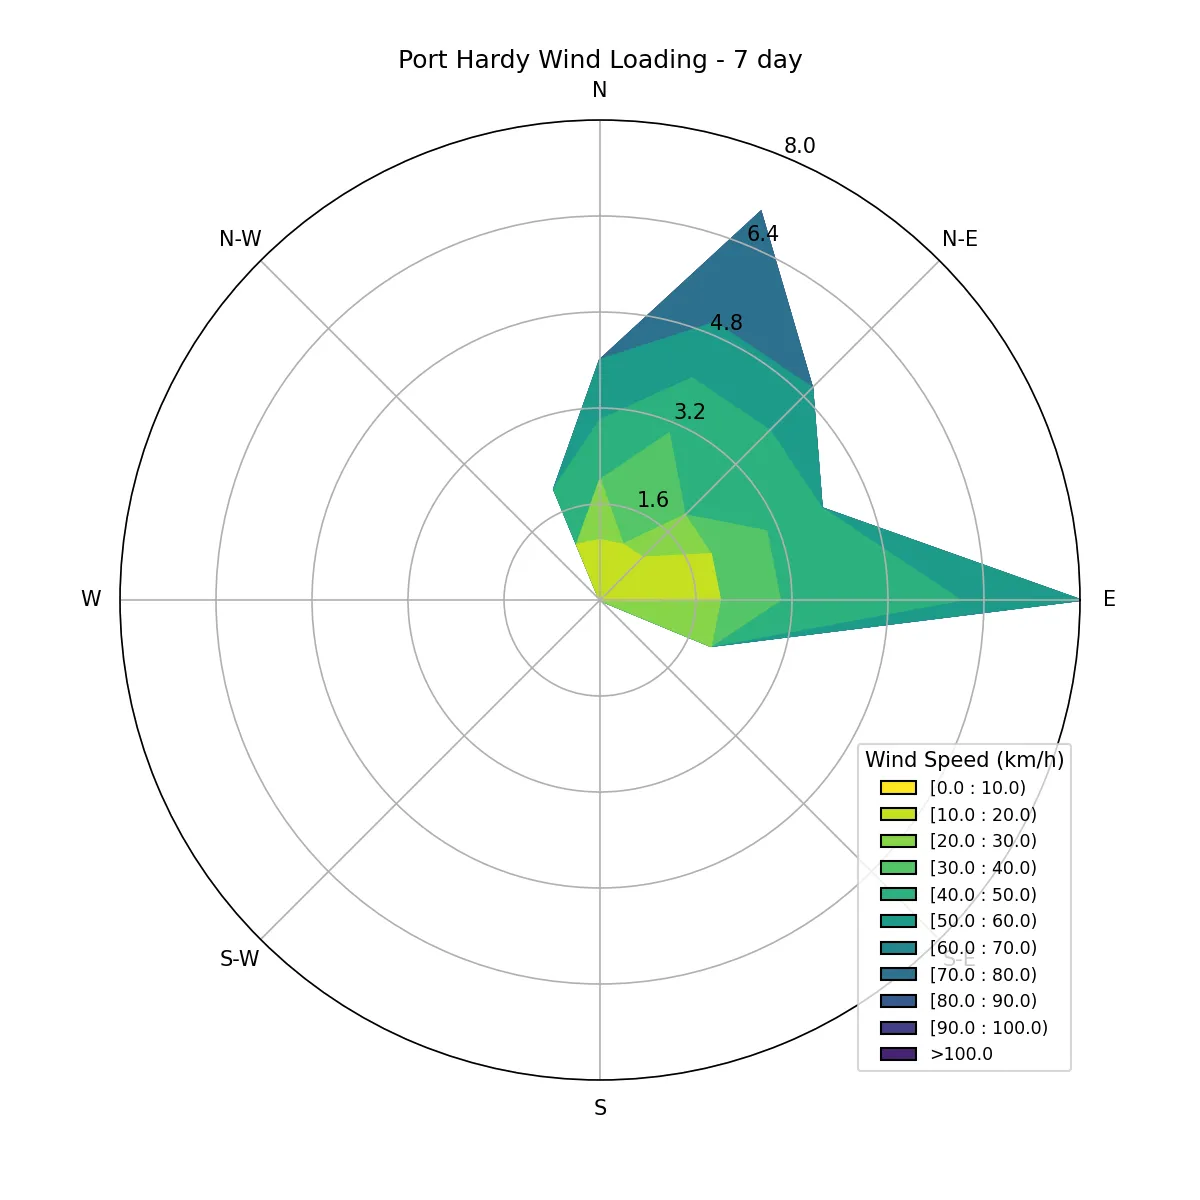 Port Hardy Wind Loading - 7 day
N
8.0
N-W
6.4
N-E
4.8
3.2
1.6
W
E
Wind Speed (km/h)
[0.0 : 10.0)
[10.0 : 20.0)
[20.0 : 30.0)
[30.0 : 40.0)
[40.0 : 50.0)
[50.0 : 60.0)
[60.0 : 70.0)
[70.0 : 80.0)
[80.0 : 90.0)
[90.0 : 100.0)
>100.0
S-W
S-E
S